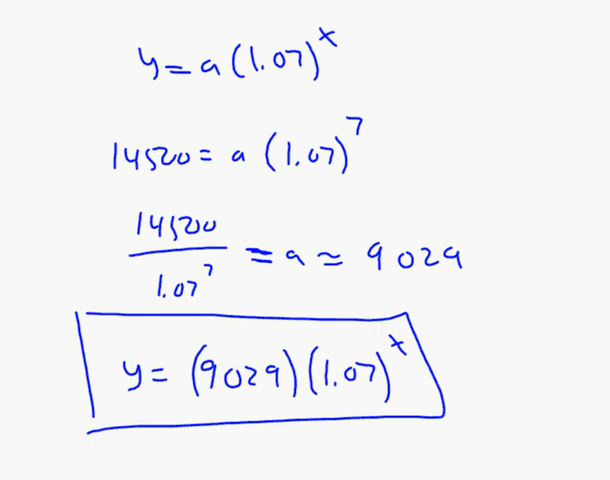 y = a(1.07)^x
14520 = a(1.07)^7
14520/1.07^7 = a ≃ 9029
y = (9029)(1.07)^x